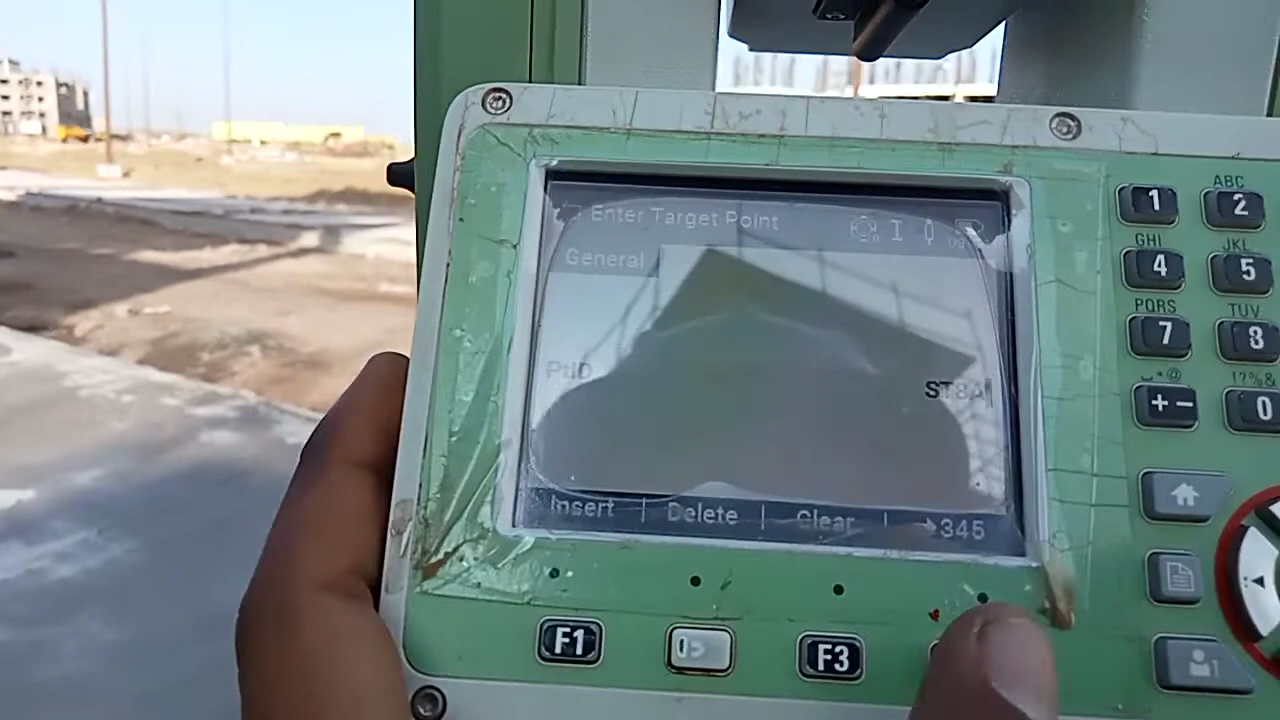 Enter Target Point
General
PtID
ST8A
Insert | Delete | Clear | →345
ABC
1 2
GHI JKL
4 5
PQRS TUV
7 8
!?%&
+ - 0
F1 F3